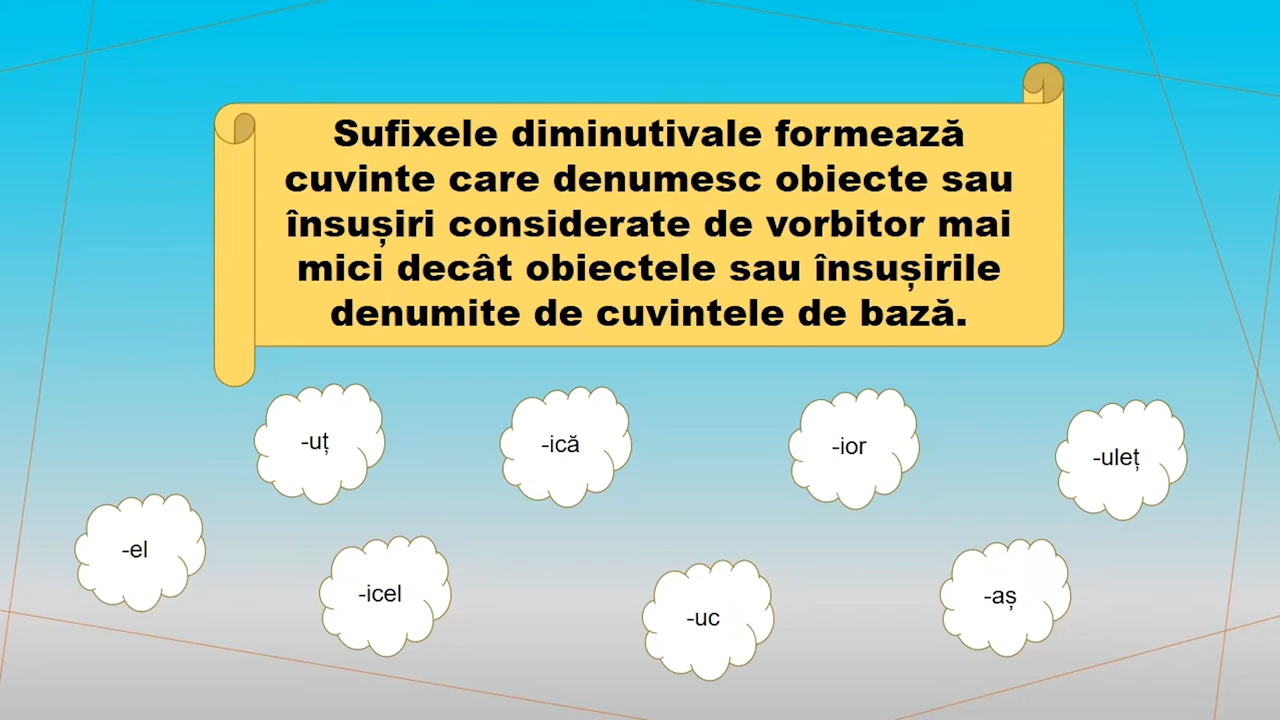 Sufixele diminutivale formează
cuvinte care denumesc obiecte sau
însușiri considerate de vorbitor mai
mici decât obiectele sau însușirile
denumite de cuvintele de bază.
-uț
-ică
-ior
-uleț
-el
-icel
-uc
-aș